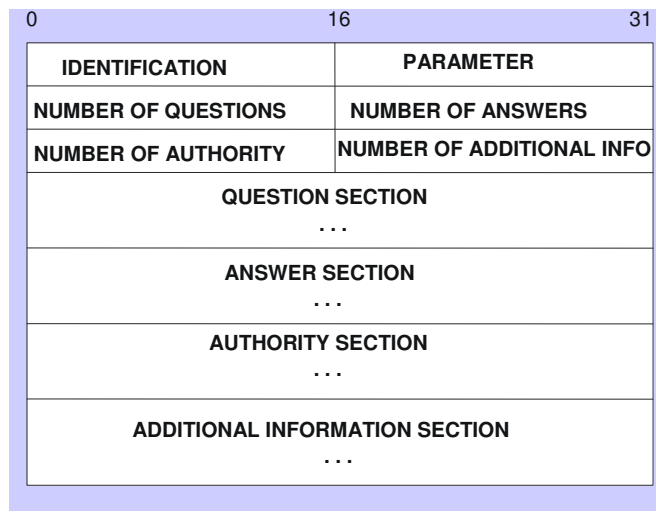 0 16 31
IDENTIFICATION PARAMETER
NUMBER OF QUESTIONS NUMBER OF ANSWERS
NUMBER OF AUTHORITY NUMBER OF ADDITIONAL INFO
QUESTION SECTION
. . .
ANSWER SECTION
. . .
AUTHORITY SECTION
. . .
ADDITIONAL INFORMATION SECTION
. . .